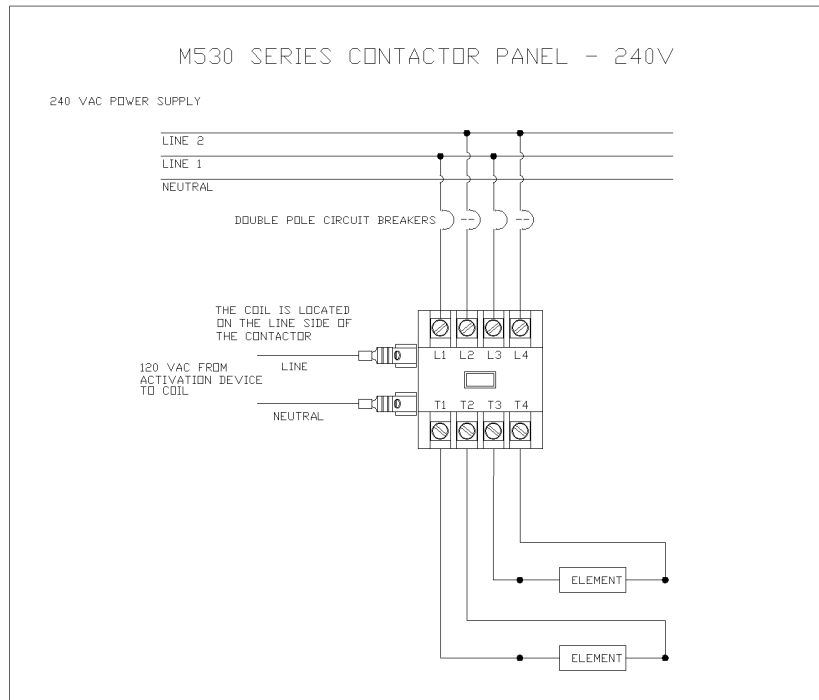 M530 SERIES CONTACTOR PANEL - 240V
240 VAC POWER SUPPLY
LINE 2
LINE 1
NEUTRAL
DOUBLE POLE CIRCUIT BREAKERS
THE COIL IS LOCATED
ON THE LINE SIDE OF
THE CONTACTOR
L1 L2 L3 L4
LINE
120 VAC FROM
ACTIVATION DEVICE
TO COIL
T1 T2 T3 T4
NEUTRAL
ELEMENT
ELEMENT